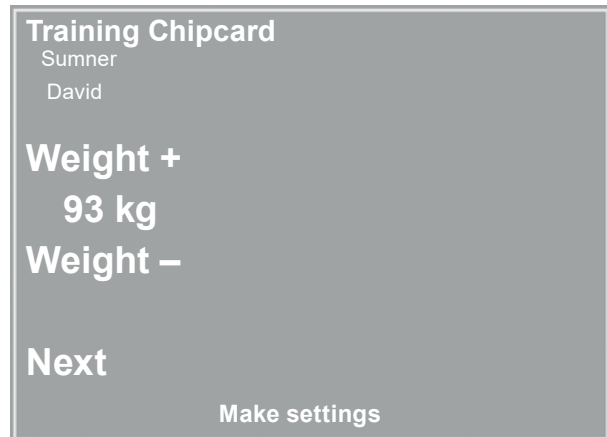 Training Chipcard
Sumner
David
Weight +
93 kg
Weight –
Next
Make settings